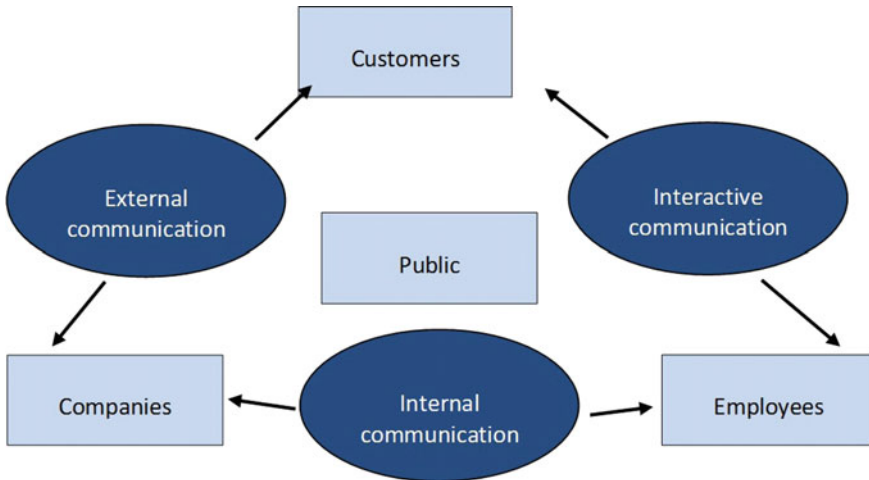 Customers
External
communication
Interactive
communication
Public
Companies
Internal
communication
Employees